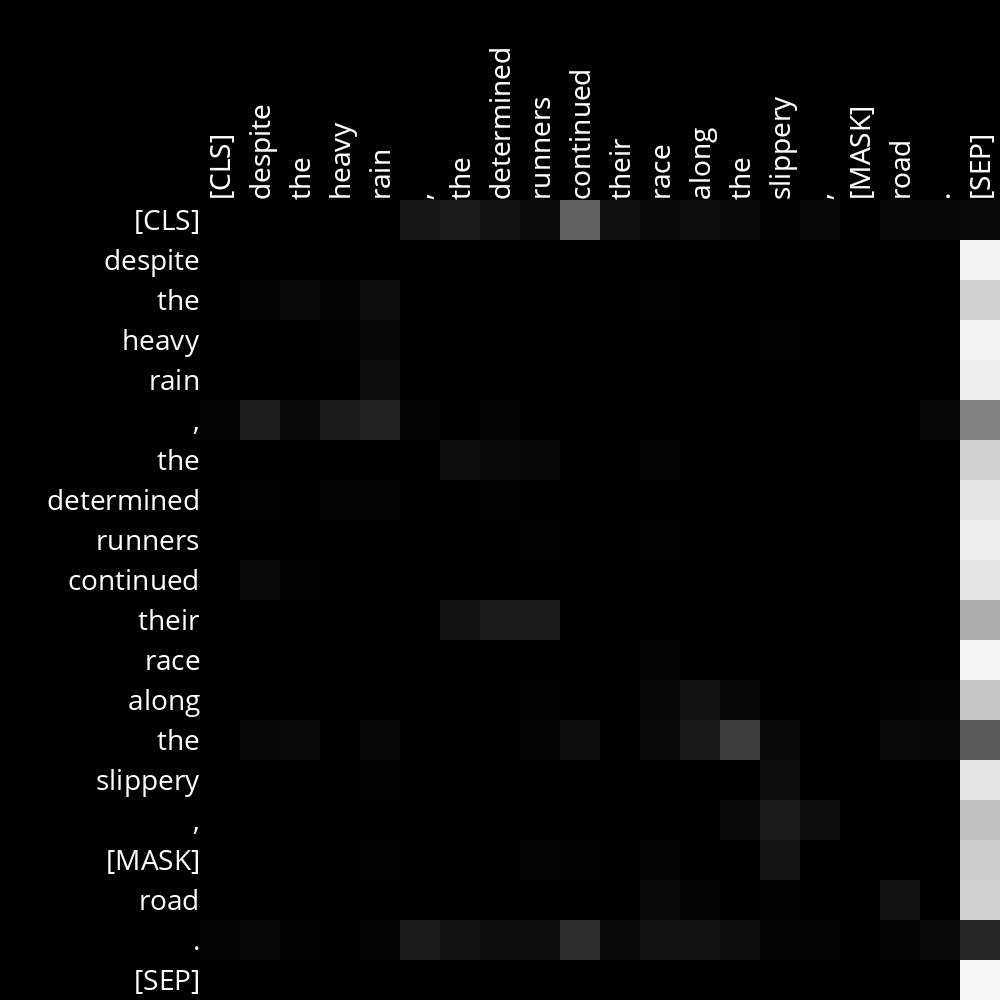 [CLS] despite the heavy rain , the determined runners continued their race along the slippery , [MASK] road . [SEP]
[CLS]
despite
the
heavy
rain
,
the
determined
runners
continued
their
race
along
the
slippery
,
[MASK]
road
.
[SEP]